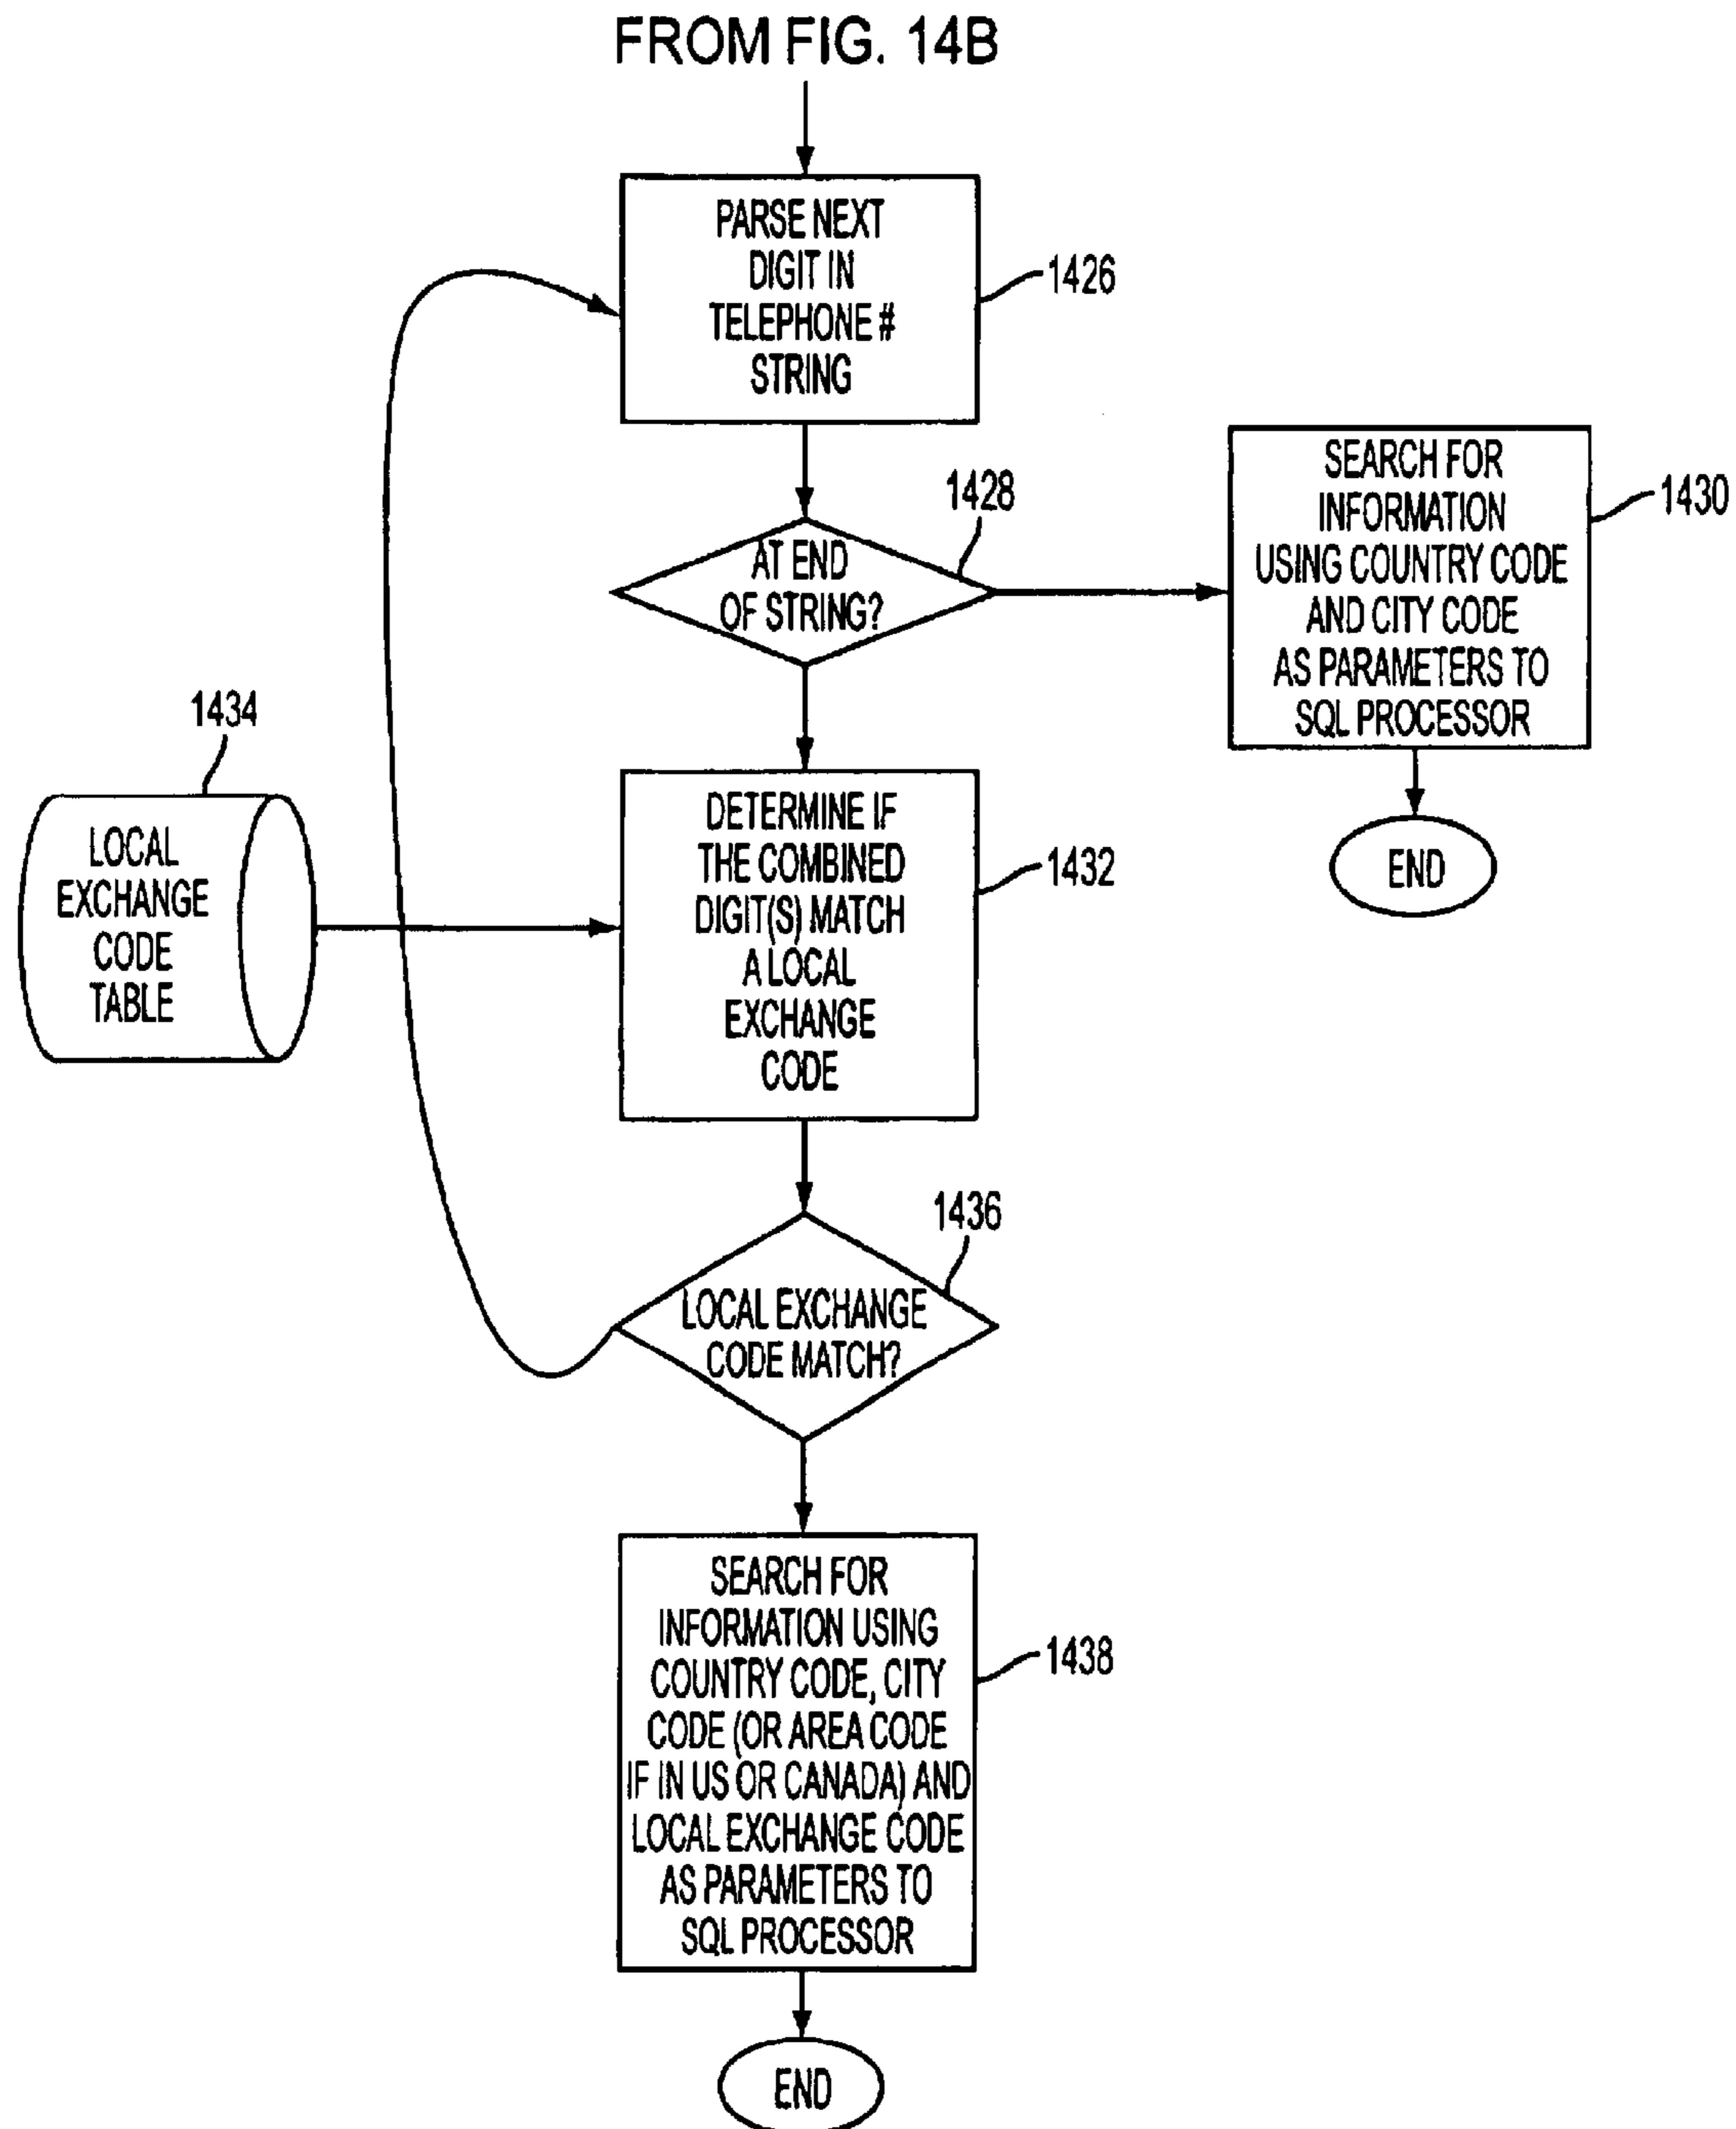 FROM FIG. 14B
PARSE NEXT
DIGIT IN
TELEPHONE #
STRING
1426
1428
AT END
OF STRING?
SEARCH FOR
INFORMATION
USING COUNTRY CODE
AND CITY CODE
AS PARAMETERS TO
SQL PROCESSOR
1430
END
1434
LOCAL
EXCHANGE
CODE
TABLE
DETERMINE IF
THE COMBINED
DIGIT(S) MATCH
A LOCAL
EXCHANGE
CODE
1432
1436
LOCAL EXCHANGE
CODE MATCH?
SEARCH FOR
INFORMATION USING
COUNTRY CODE, CITY
CODE (OR AREA CODE
IF IN US OR CANADA) AND
LOCAL EXCHANGE CODE
AS PARAMETERS TO
SQL PROCESSOR
1438
END